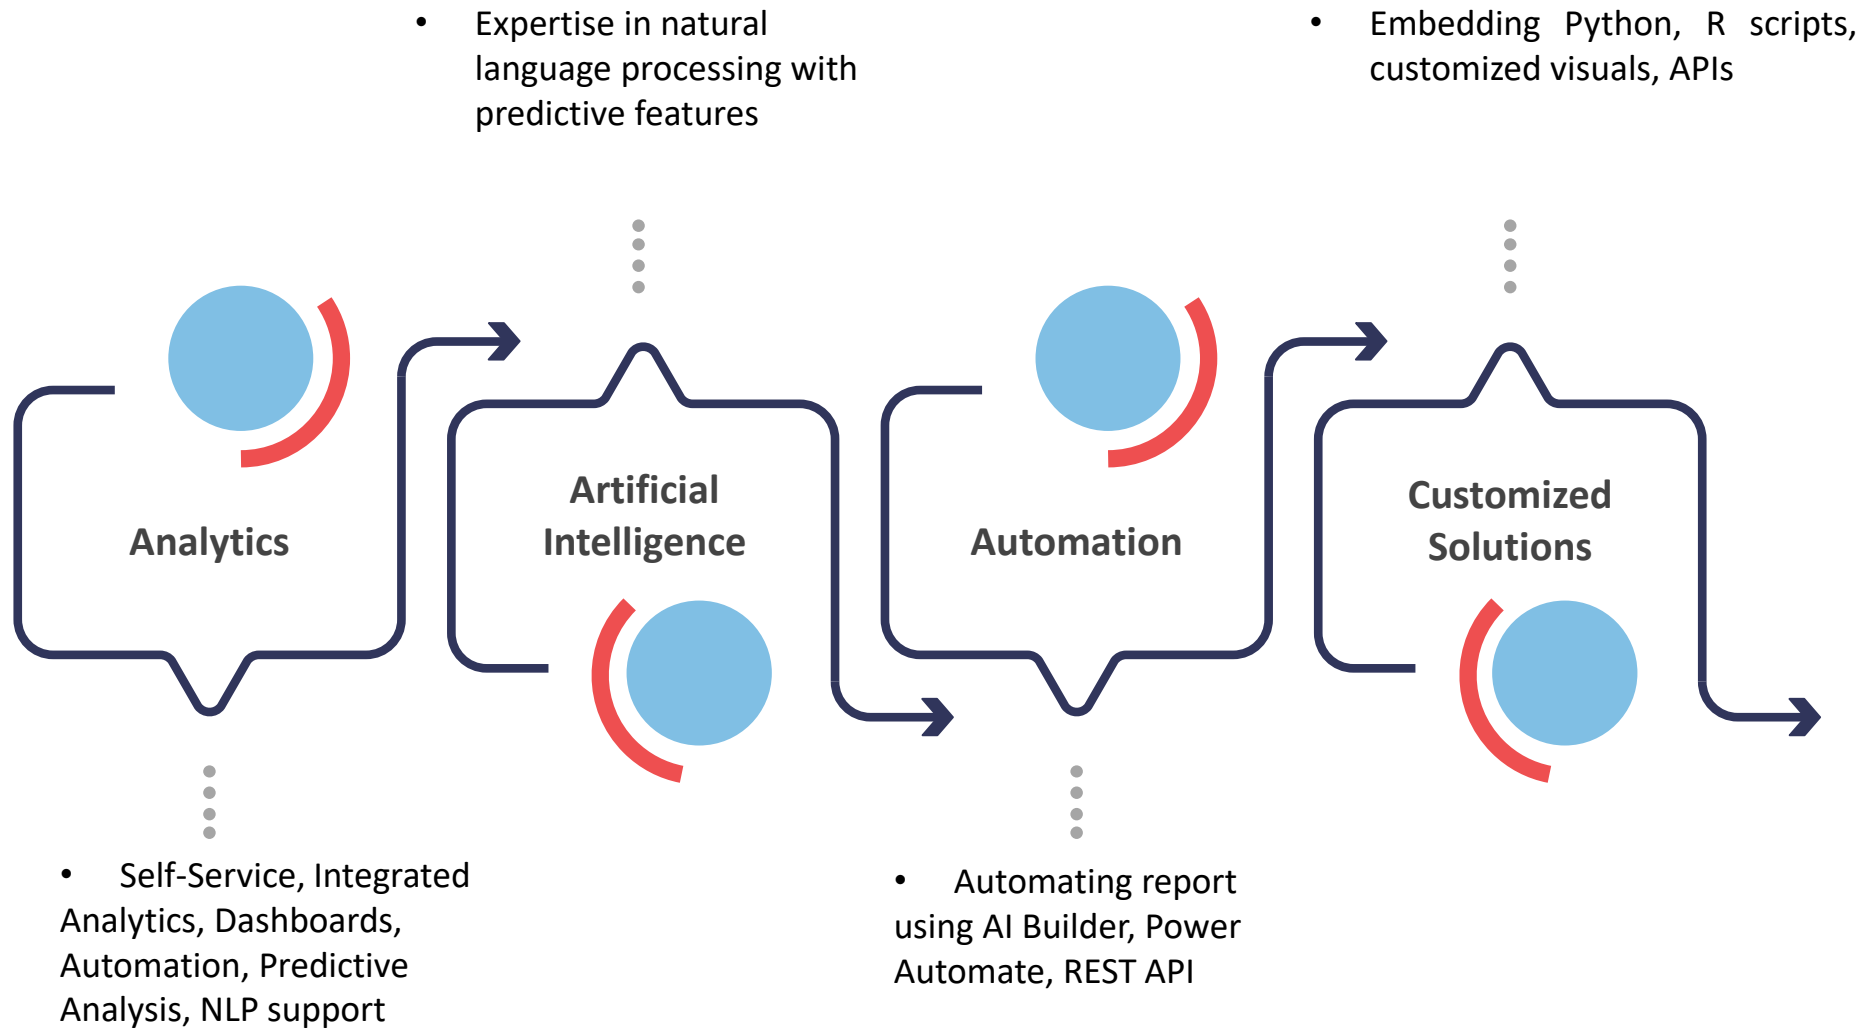 • Expertise in natural
language processing with
predictive features
• Embedding Python, R scripts,
customized visuals, APIs
Analytics
Artificial
Intelligence
Automation
Customized
Solutions
• Self-Service, Integrated
Analytics, Dashboards,
Automation, Predictive
Analysis, NLP support
• Automating report
using AI Builder, Power
Automate, REST API